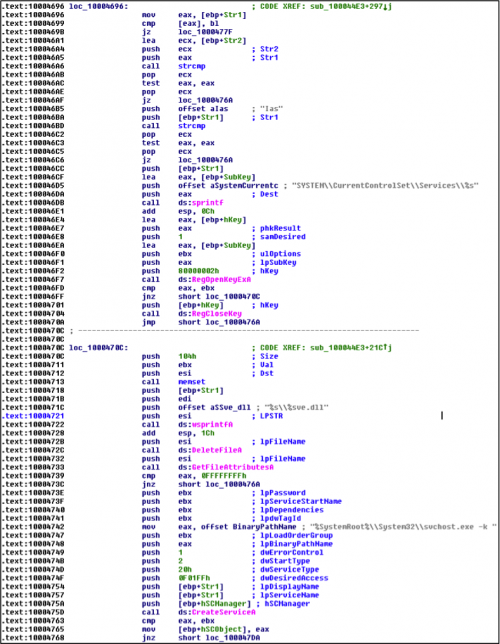 .text:10004696 loc_10004696: ; CODE XREF: sub_100044E3+297↓j
.text:10004696 mov eax, [ebp+Str1]
.text:10004699 cmp [eax], bl
.text:1000469B jz loc_1000477F
.text:100046A1 lea ecx, [ebp+Str2]
.text:100046A4 push ecx ; Str2
.text:100046A5 push eax ; Str1
.text:100046A6 call strcmp
.text:100046AB pop ecx
.text:100046AC test eax, eax
.text:100046AE pop ecx
.text:100046AF jz loc_1000476A
.text:100046B5 push offset aIas ; "Ias"
.text:100046BA push [ebp+Str1] ; Str1
.text:100046BD call strcmp
.text:100046C2 pop ecx
.text:100046C3 test eax, eax
.text:100046C5 pop ecx
.text:100046C6 jz loc_1000476A
.text:100046CC push [ebp+Str1]
.text:100046CF lea eax, [ebp+SubKey]
.text:100046D5 push offset aSystemCurrentc ; "SYSTEM\\CurrentControlSet\\Services\\%s"
.text:100046DA push eax ; Dest
.text:100046DB call ds:sprintf
.text:100046E1 add esp, 0Ch
.text:100046E4 lea eax, [ebp+hKey]
.text:100046E7 push eax ; phkResult
.text:100046E8 push 1 ; samDesired
.text:100046EA lea eax, [ebp+SubKey]
.text:100046F0 push ebx ; ulOptions
.text:100046F1 push eax ; lpSubKey
.text:100046F2 push 80000002h ; hKey
.text:100046F7 call ds:RegOpenKeyExA
.text:100046FD cmp eax, ebx
.text:100046FF jnz short loc_1000470C
.text:10004701 push [ebp+hKey] ; hKey
.text:10004704 call ds:RegCloseKey
.text:1000470A jmp short loc_1000476A
.text:1000470C ; ---------------------------------------------------------------------------
.text:1000470C
.text:1000470C loc_1000470C: ; CODE XREF: sub_100044E3+21C↑j
.text:1000470C push 104h ; Size
.text:10004711 push ebx ; Val
.text:10004712 push esi ; Dst
.text:10004713 call memset
.text:10004718 push [ebp+Str1]
.text:1000471B push edi
.text:1000471C push offset aSSve_dll ; "%s\\%sve.dll"
.text:10004721 push esi ; LPSTR
.text:10004722 call ds:wsprintfA
.text:10004728 add esp, 1Ch
.text:1000472B push esi ; lpFileName
.text:1000472C call ds:DeleteFileA
.text:10004732 push esi ; lpFileName
.text:10004733 call ds:GetFileAttributesA
.text:10004739 cmp eax, 0FFFFFFFFh
.text:1000473C jnz short loc_1000476A
.text:1000473E push ebx ; lpPassword
.text:1000473F push ebx ; lpServiceStartName
.text:10004740 push ebx ; lpDependencies
.text:10004741 push ebx ; lpdwTagId
.text:10004742 mov eax, offset BinaryPathName ; "%SystemRoot%\\System32\\svchost.exe -k "
.text:10004747 push ebx ; lpLoadOrderGroup
.text:10004748 push eax ; lpBinaryPathName
.text:10004749 push 1 ; dwErrorControl
.text:1000474B push 2 ; dwStartType
.text:1000474D push 20h ; dwServiceType
.text:1000474F push 0F01FFh ; dwDesiredAccess
.text:10004754 push [ebp+Str1] ; lpDisplayName
.text:10004757 push [ebp+Str1] ; lpServiceName
.text:1000475A push [ebp+hSCManager] ; hSCManager
.text:1000475D call ds:CreateServiceA
.text:10004763 cmp eax, ebx
.text:10004765 mov [ebp+hSCObject], eax
.text:10004768 jnz short loc_100047DA